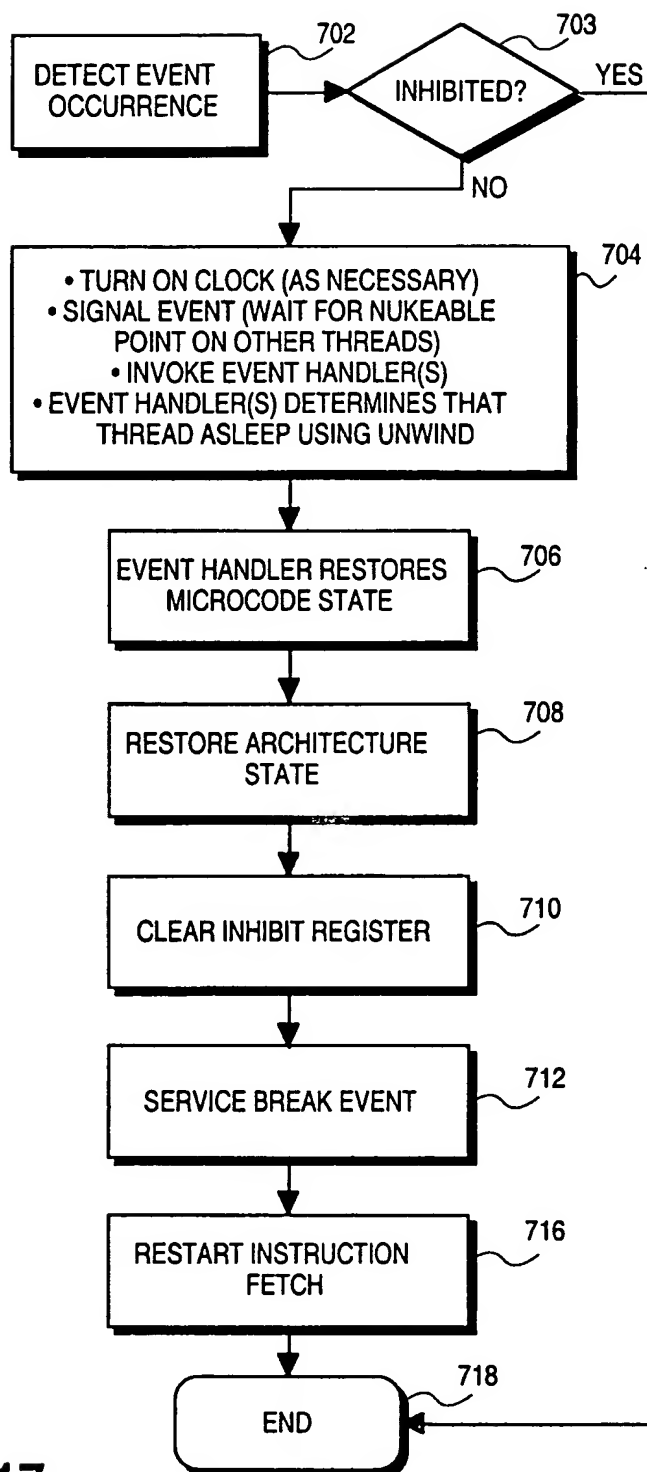 702
703
DETECT EVENT
OCCURRENCE
INHIBITED?
YES
NO
704
• TURN ON CLOCK (AS NECESSARY)
• SIGNAL EVENT (WAIT FOR NUKEABLE
POINT ON OTHER THREADS)
• INVOKE EVENT HANDLER(S)
• EVENT HANDLER(S) DETERMINES THAT
THREAD ASLEEP USING UNWIND
EVENT HANDLER RESTORES
MICROCODE STATE
706
RESTORE ARCHITECTURE
STATE
708
CLEAR INHIBIT REGISTER
710
SERVICE BREAK EVENT
712
RESTART INSTRUCTION
FETCH
716
END
718